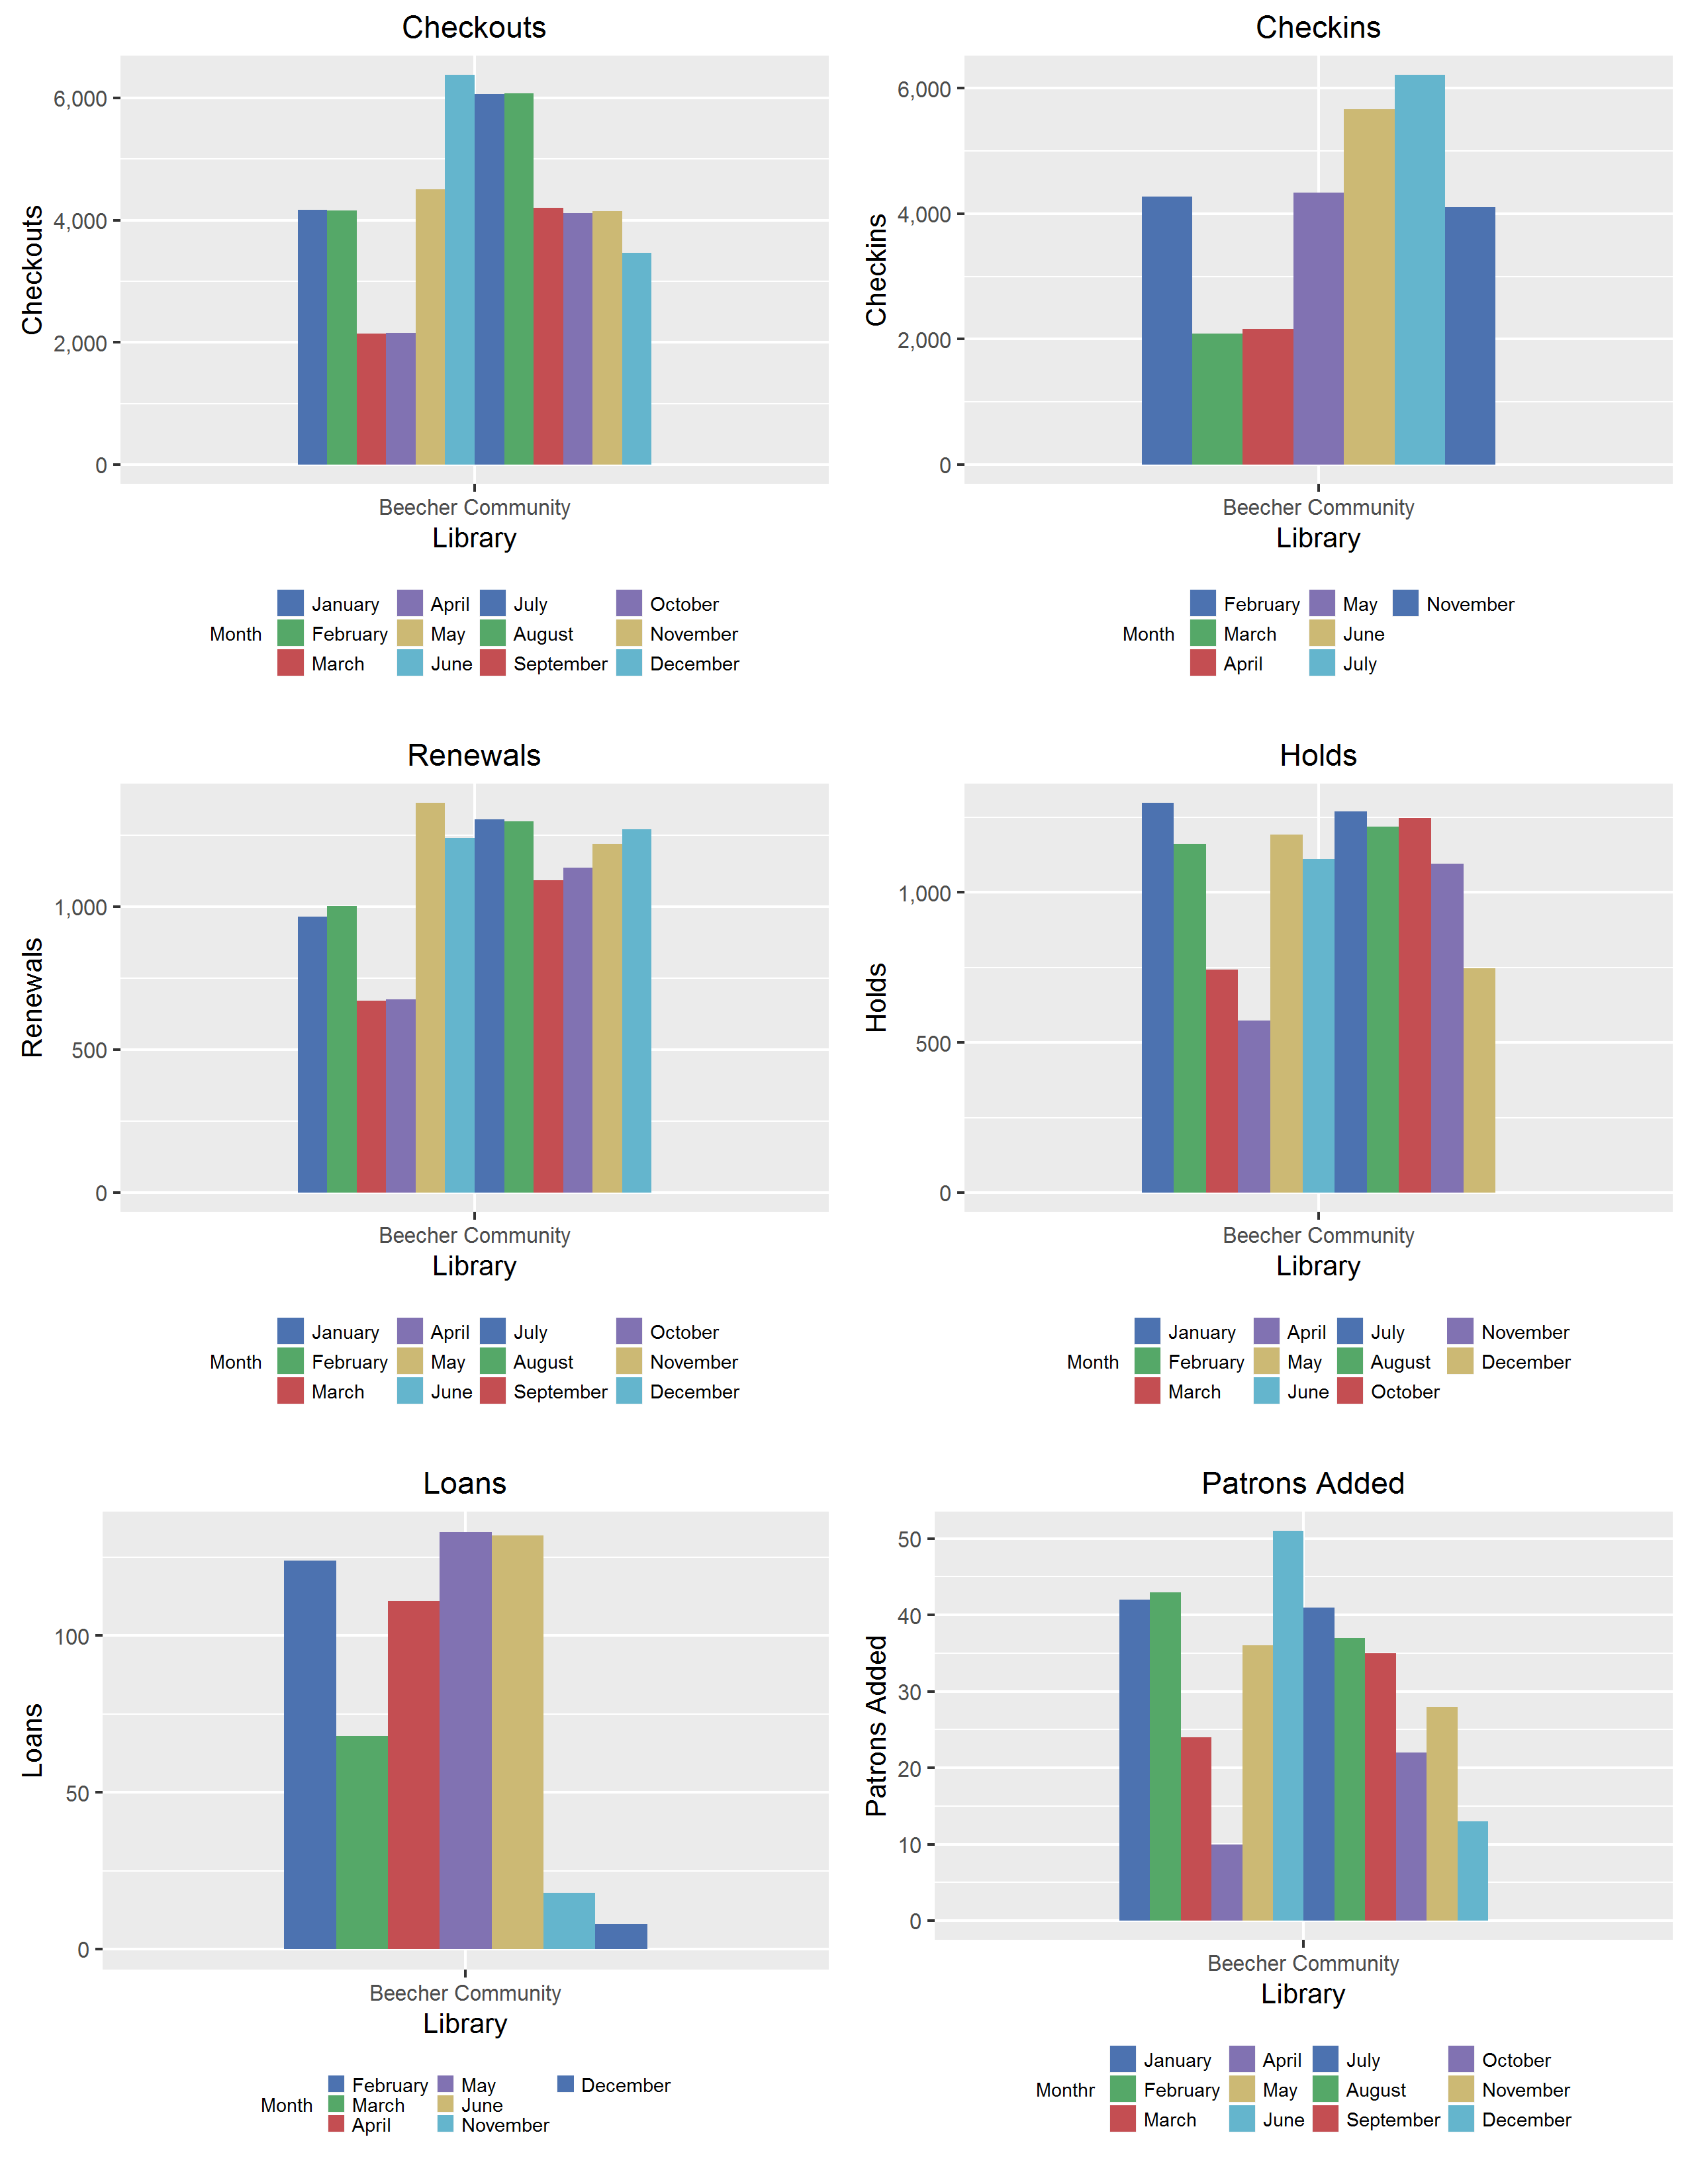 Checkouts
Checkouts
6,000
4,000
2,000
0
Beecher Community
Library
Month
January April July October
February May August November
March June September December
Checkins
Checkins
6,000
4,000
2,000
0
Beecher Community
Library
Month
February May November
March June
April July
Renewals
Renewals
1,000
500
0
Beecher Community
Library
Month
January April July October
February May August November
March June September December
Holds
Holds
1,000
500
0
Beecher Community
Library
Month
January April July November
February May August December
March June October
Loans
Loans
100
50
0
Beecher Community
Library
Month
February May December
March June
April November
Patrons Added
Patrons Added
50
40
30
20
10
0
Beecher Community
Library
Monthr
January April July October
February May August November
March June September December